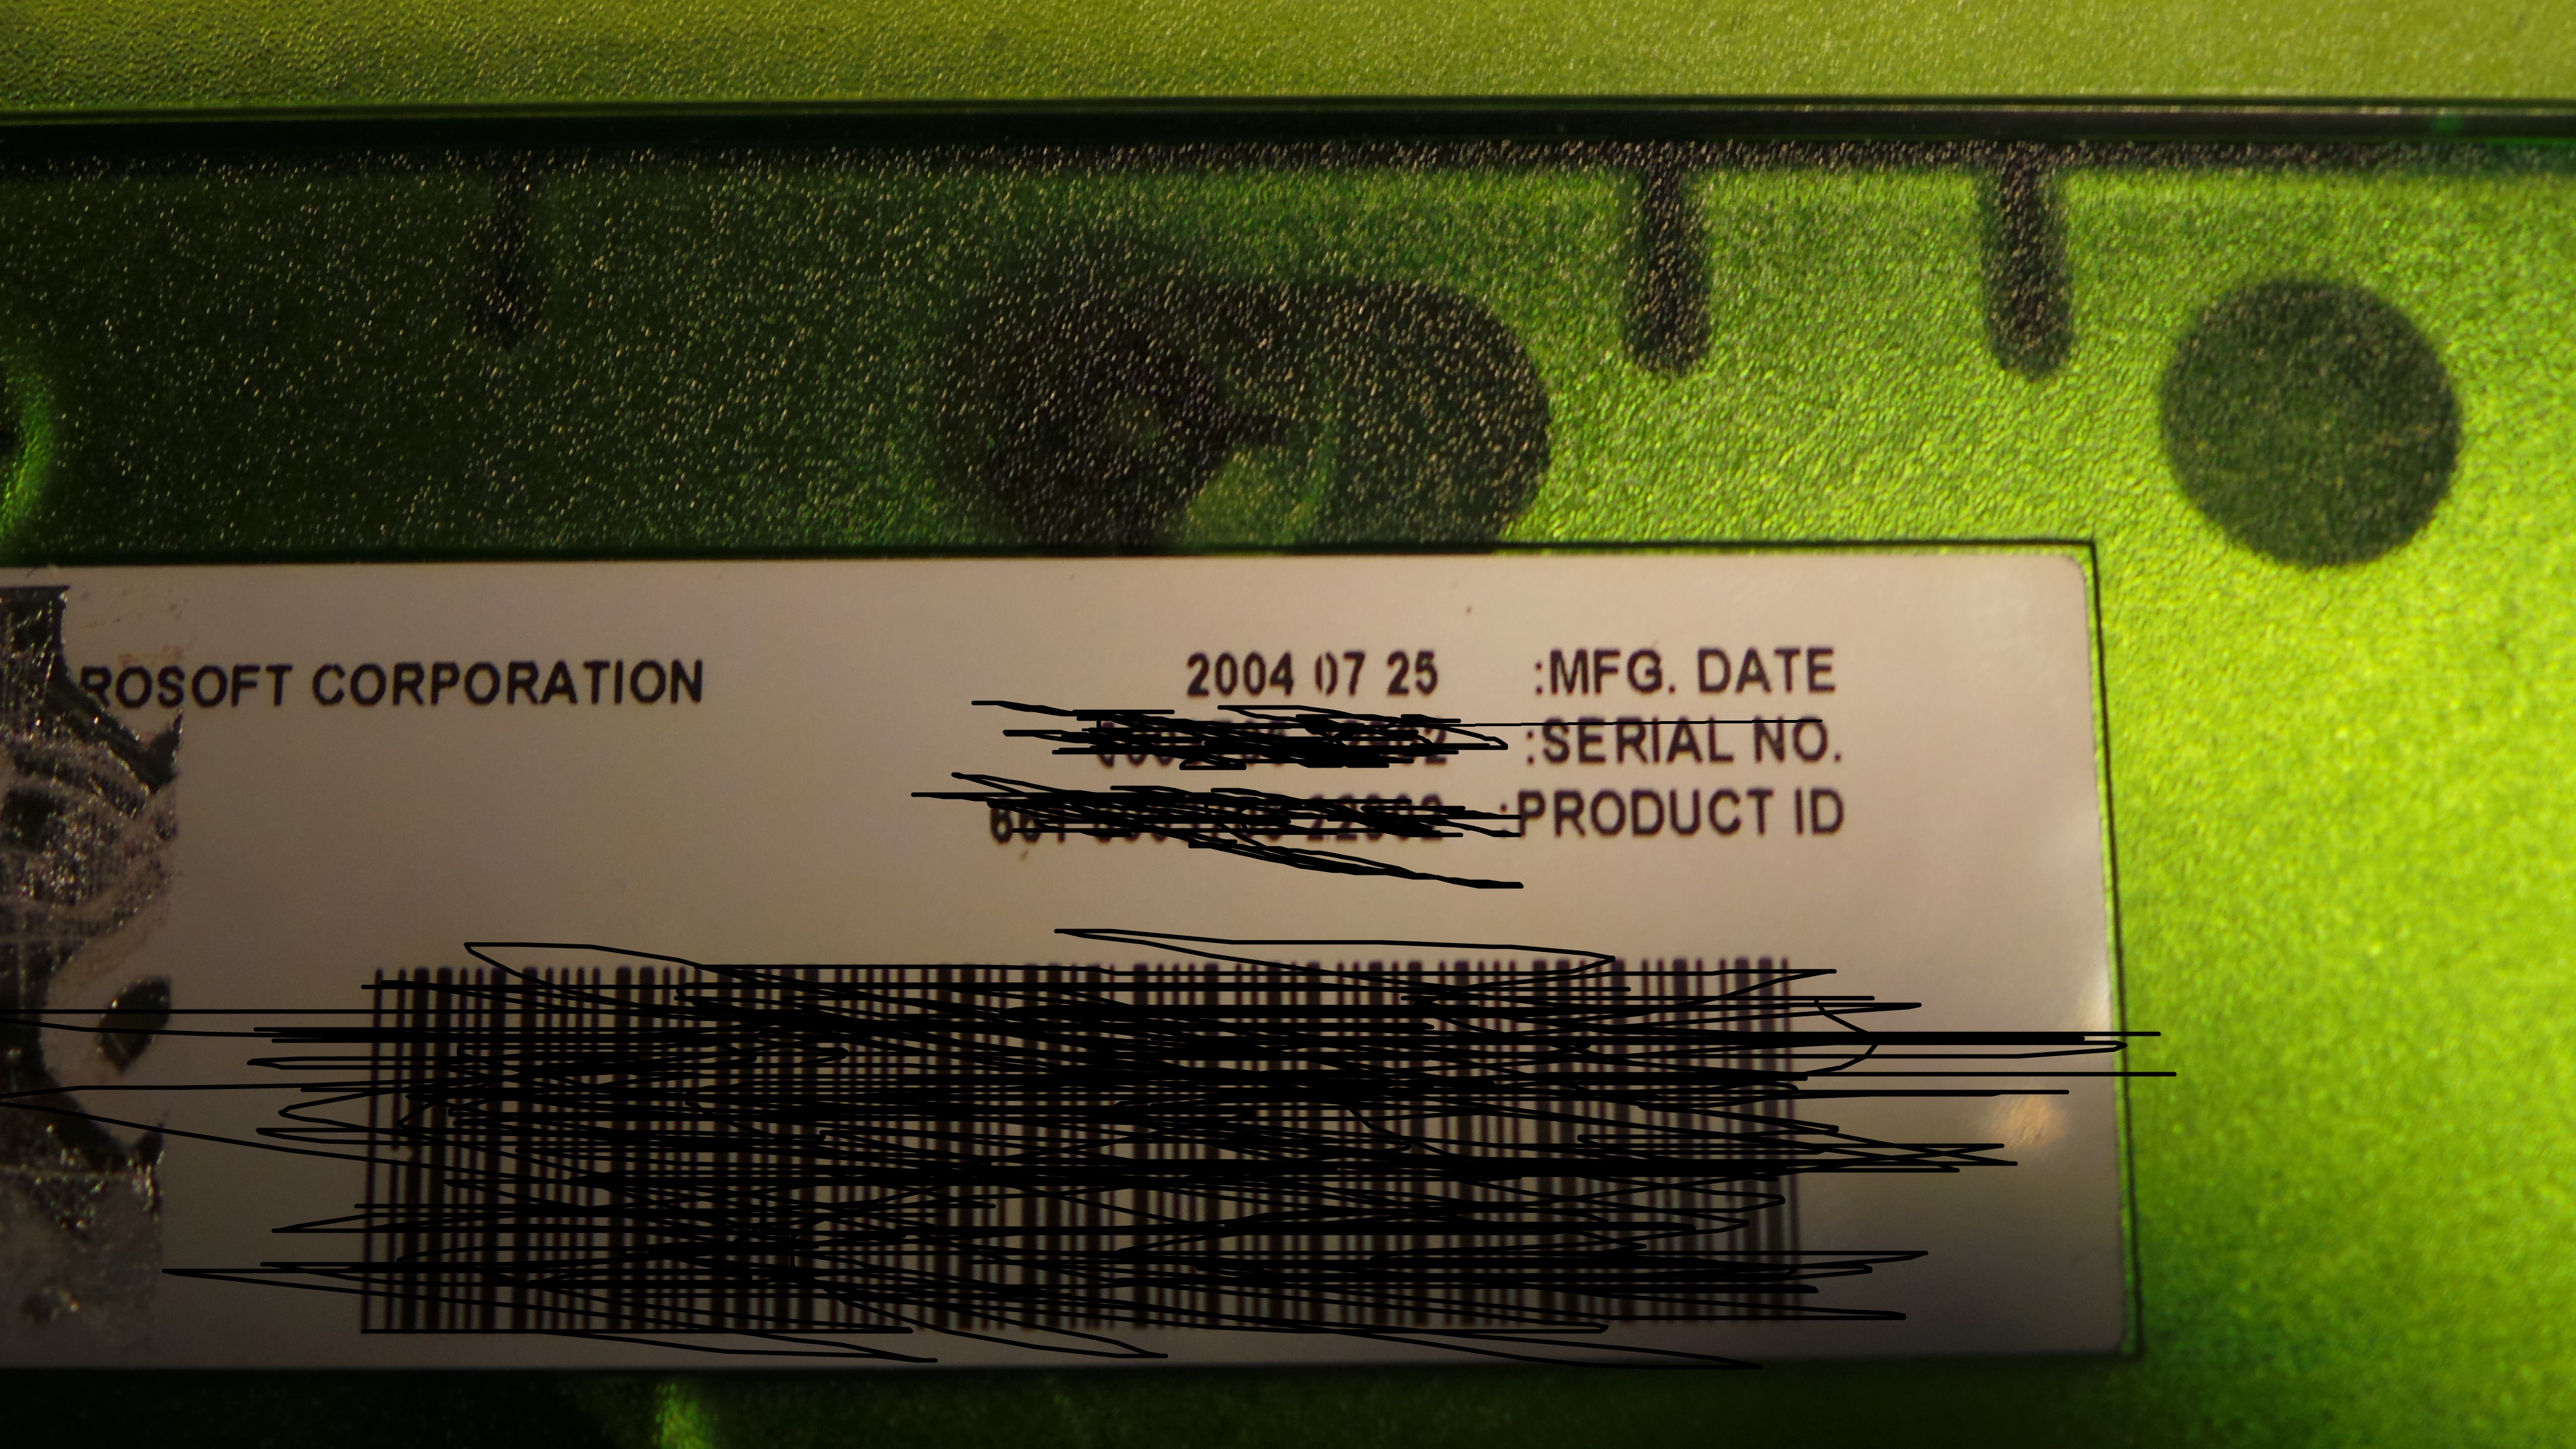 ROSOFT CORPORATION
2004 07 25 :MFG. DATE
:SERIAL NO.
:PRODUCT ID